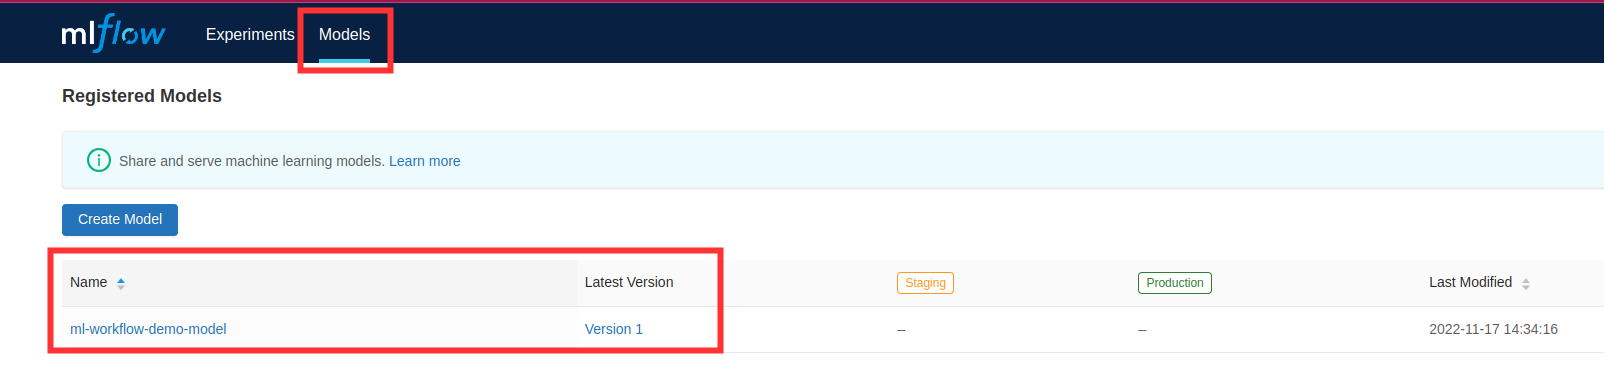 mlflow Experiments Models
Registered Models
Share and serve machine learning models. Learn more
Create Model
Name Latest Version Staging Production Last Modified
ml-workflow-demo-model Version 1 – – 2022-11-17 14:34:16